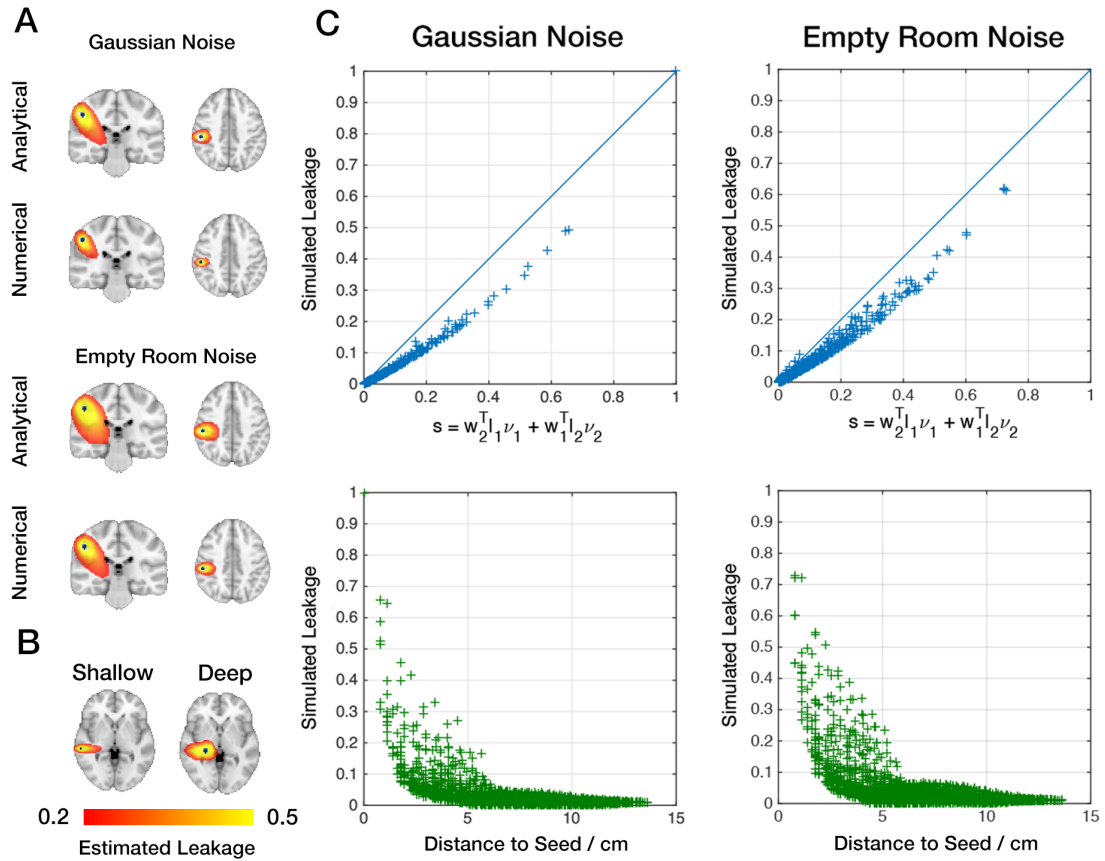 A
Gaussian Noise
Analytical
Numerical
Empty Room Noise
Analytical
Numerical
B
Shallow Deep
0.2 0.5
Estimated Leakage
C
Gaussian Noise
Simulated Leakage
1
0.9
0.8
0.7
0.6
0.5
0.4
0.3
0.2
0.1
0
0 0.2 0.4 0.6 0.8 1
s = w₂ᵀl₁ν₁ + w₁ᵀl₂ν₂
Empty Room Noise
Simulated Leakage
1
0.9
0.8
0.7
0.6
0.5
0.4
0.3
0.2
0.1
0
0 0.2 0.4 0.6 0.8 1
s = w₂ᵀl₁ν₁ + w₁ᵀl₂ν₂
Simulated Leakage
1
0.9
0.8
0.7
0.6
0.5
0.4
0.3
0.2
0.1
0
0 5 10 15
Distance to Seed / cm
Simulated Leakage
1
0.9
0.8
0.7
0.6
0.5
0.4
0.3
0.2
0.1
0
0 5 10 15
Distance to Seed / cm